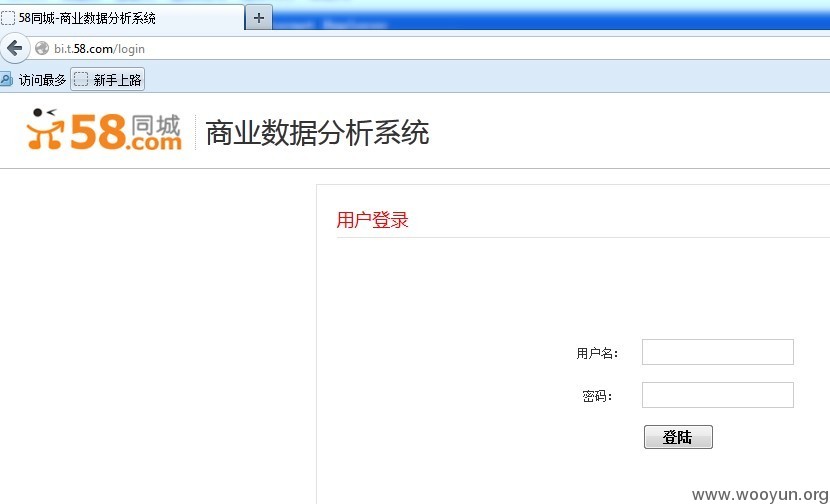 58同城-商业数据分析系统
bi.t.58.com/login
访问最多 新手上路
58同城.com 商业数据分析系统
用户登录
用户名：
密码：
登陆
www.wooyun.org